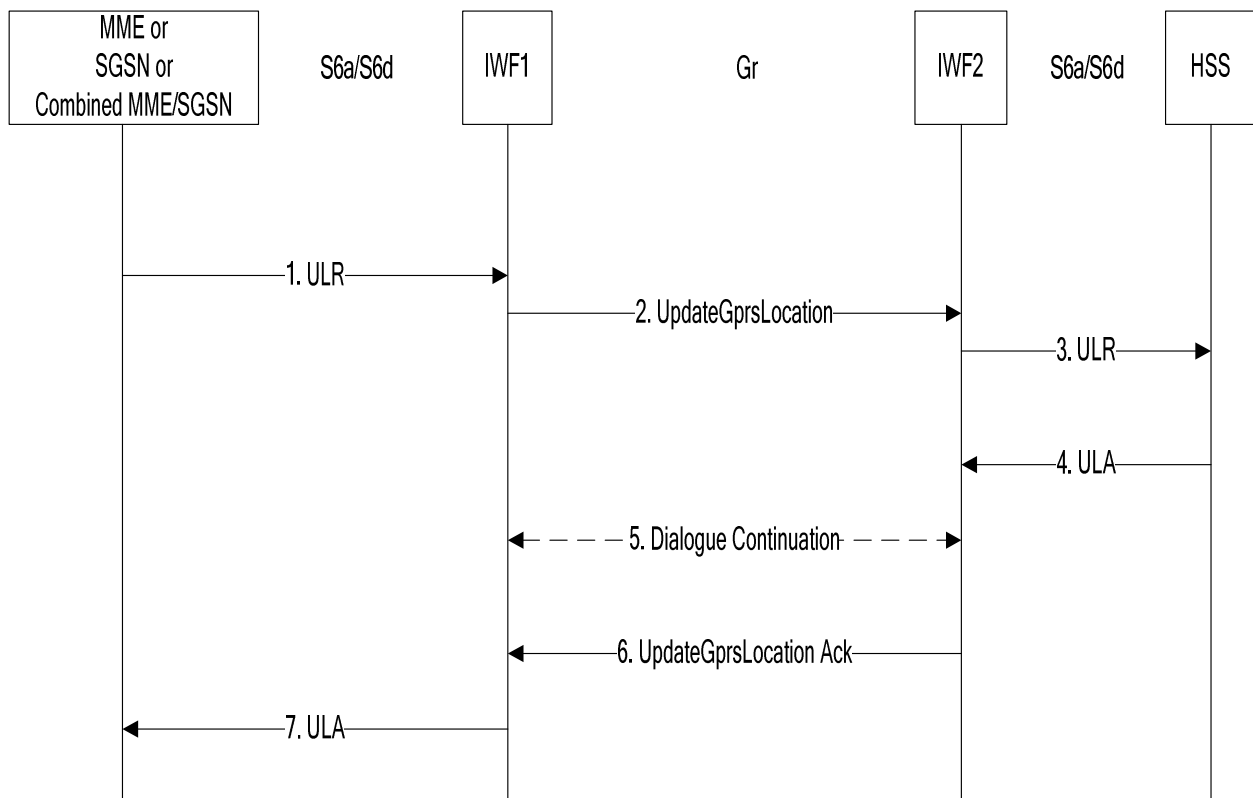 MME or
SGSN or
Combined MME/SGSN
S6a/S6d
IWF1
Gr
IWF2
S6a/S6d
HSS
1. ULR
2. UpdateGprsLocation
3. ULR
4. ULA
5. Dialogue Continuation
6. UpdateGprsLocation Ack
7. ULA